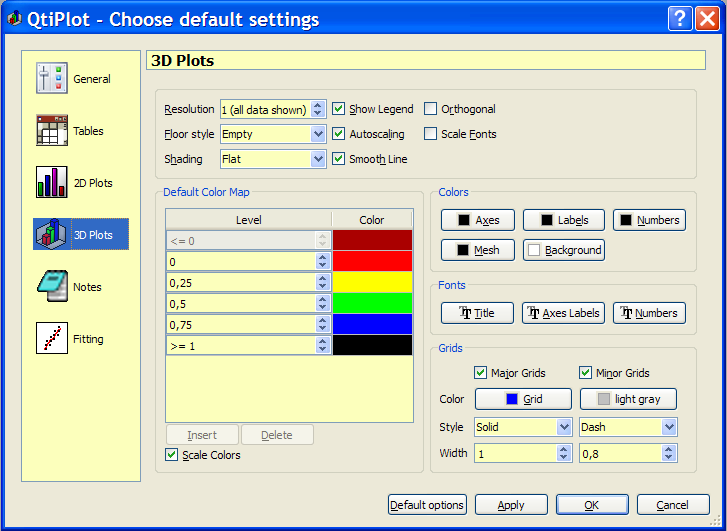 QtiPlot - Choose default settings
General
Tables
2D Plots
3D Plots
Notes
Fitting
3D Plots
Resolution 1 (all data shown) Show Legend Orthogonal
Floor style Empty Autoscaling Scale Fonts
Shading Flat Smooth Line
Default Color Map
Level Color
<= 0
0
0,25
0,5
0,75
>= 1
Insert Delete
Scale Colors
Colors
Axes Labels Numbers
Mesh Background
Fonts
Title Axes Labels Numbers
Grids
Major Grids Minor Grids
Color Grid light gray
Style Solid Dash
Width 1 0,8
Default options Apply OK Cancel